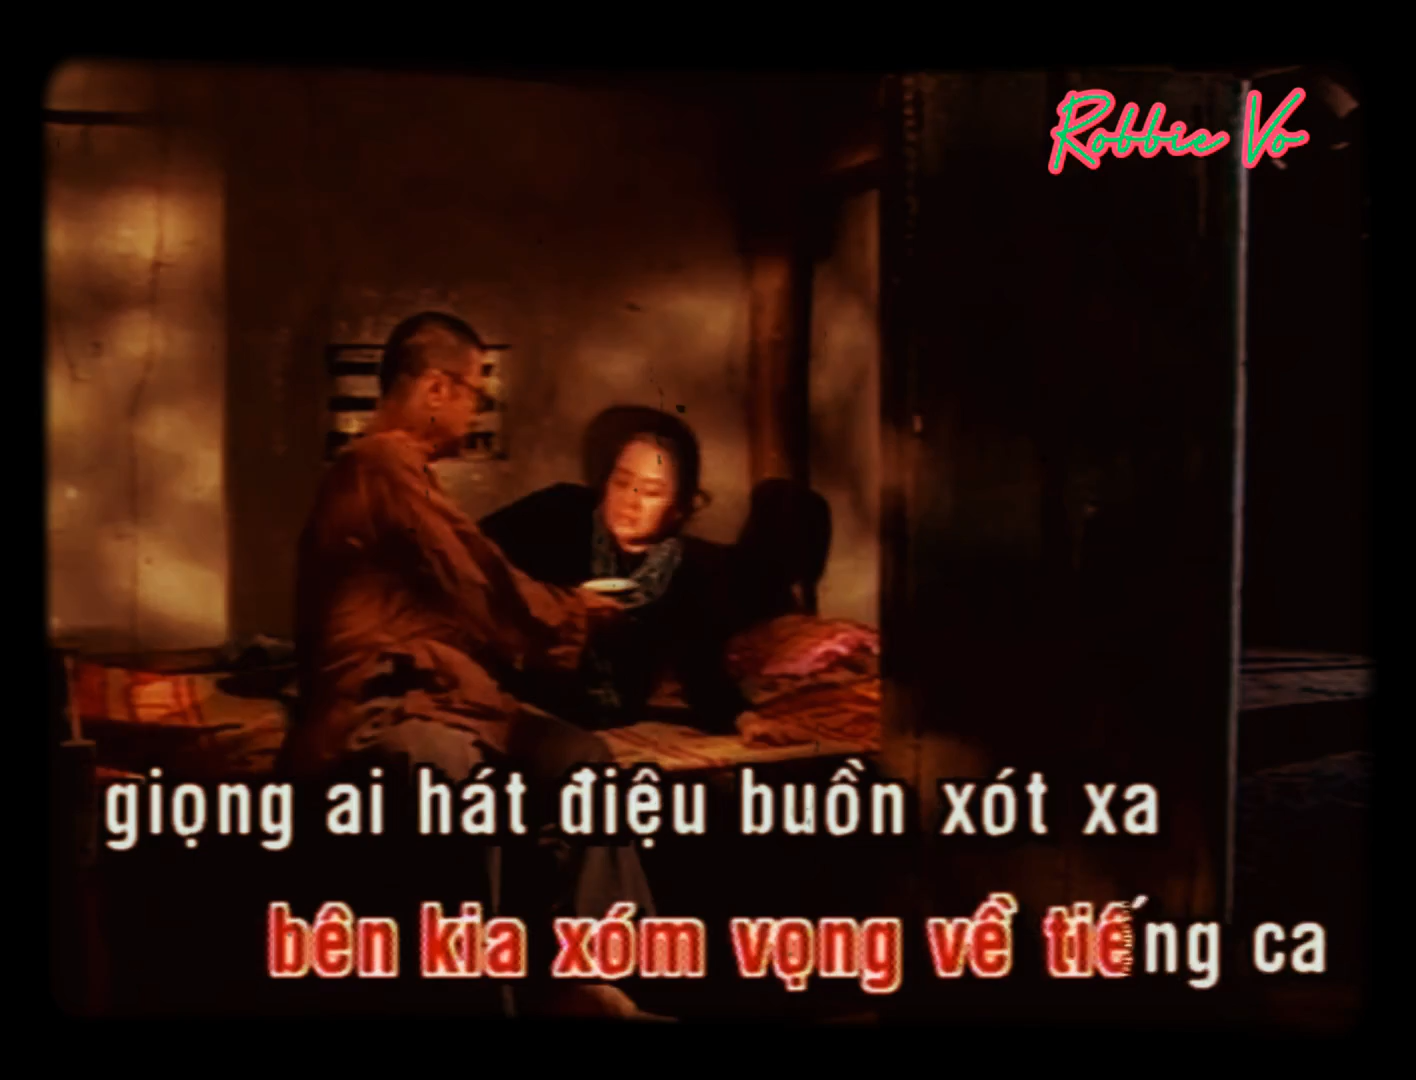 Robbie Vo
giọng ai hát điệu buồn xót xa
bên kia xóm vọng về tiếng ca